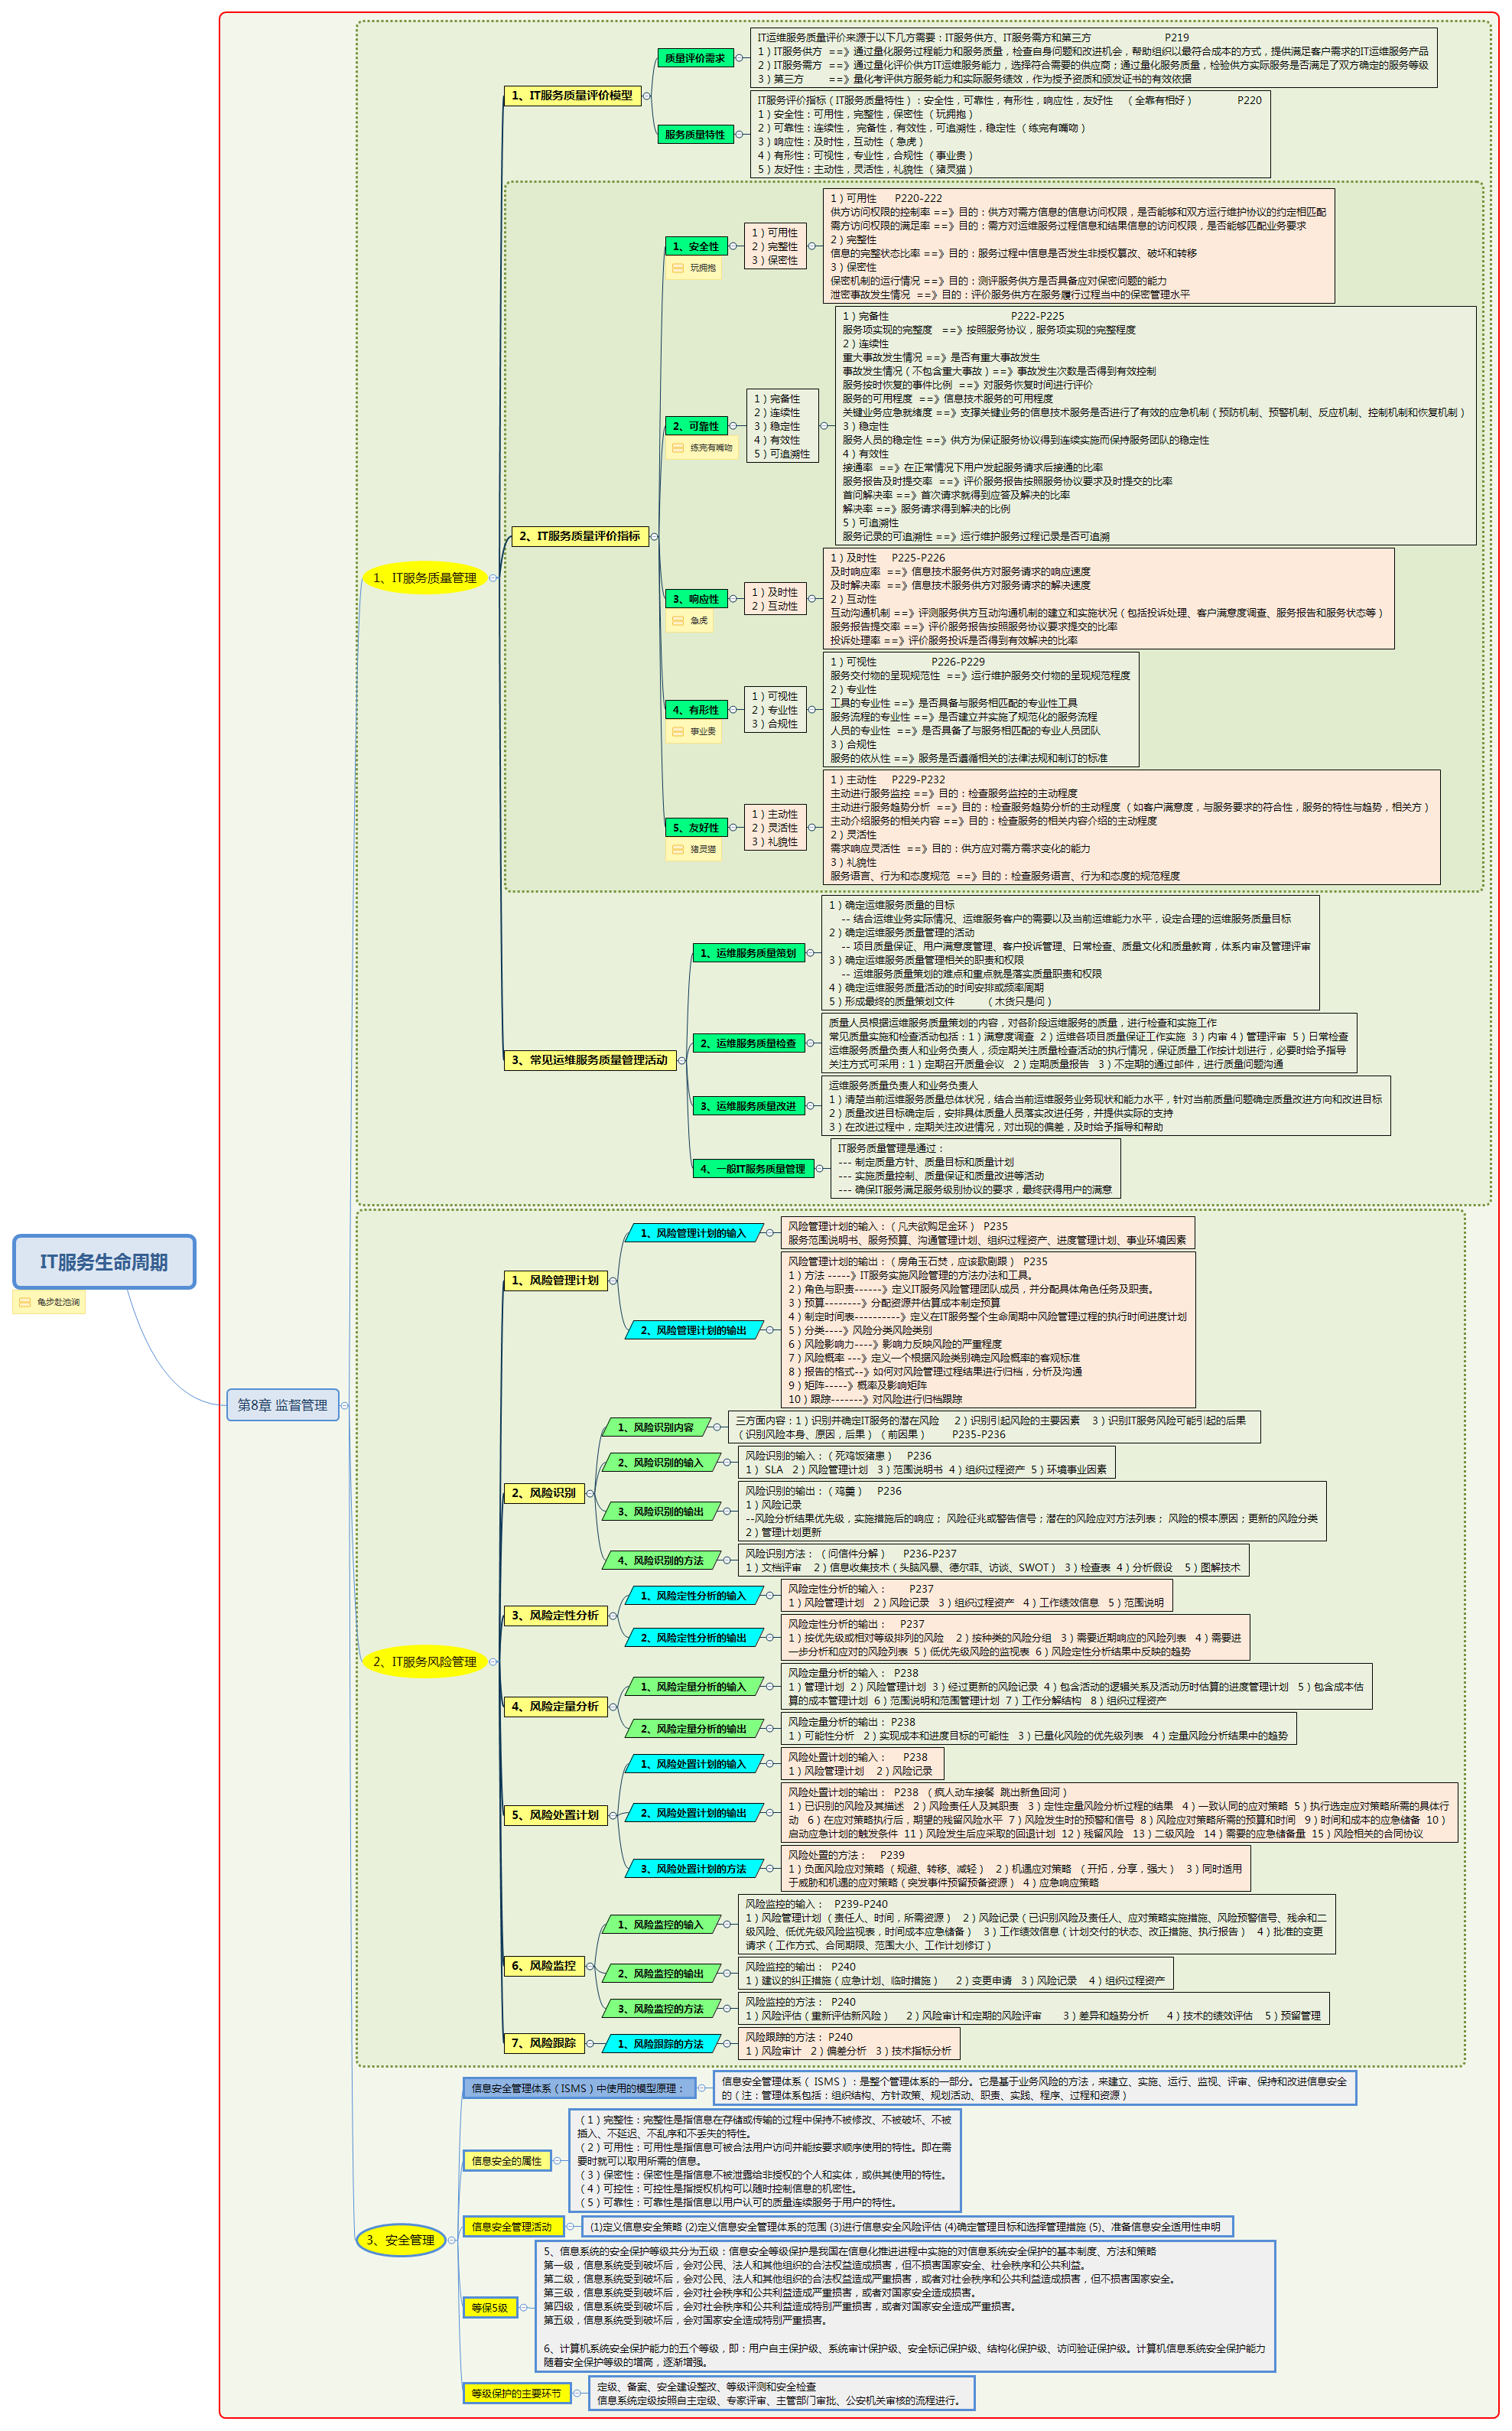 IT服务生命周期
龟步赴池涧
第8章 监督管理
1、IT服务质量管理
1、IT服务质量评价模型
质量评价需求
IT运维服务质量评价来源于以下几方需要：IT服务供方、IT服务需方和第三方 P219
1）IT服务供方 ==》通过量化服务过程能力和服务质量，检查自身问题和改进机会，帮助组织以最符合成本的方式，提供满足客户需求的IT运维服务产品
2）IT服务需方 ==》通过量化评价供方IT运维服务能力，选择符合需要的供应商；通过量化服务质量，检验供方实际服务是否满足了双方确定的服务等级
3）第三方 ==》量化考评供方服务能力和实际服务绩效，作为授予资质和颁发证书的有效依据
服务质量特性
IT服务评价指标（IT服务质量特性）：安全性，可靠性，有形性，响应性，友好性 （全靠有相好） P220
1）安全性：可用性，完整性，保密性（玩拥抱）
2）可靠性：连续性， 完备性，有效性，可追溯性，稳定性（练完有嘴吻）
3）响应性：及时性，互动性（急虎）
4）有形性：可视性，专业性，合规性（事业贵）
5）友好性：主动性，灵活性，礼貌性（猪灵猫）
2、IT服务质量评价指标
1、安全性
玩拥抱
1）可用性
2）完整性
3）保密性
1）可用性 P220-222
供方访问权限的控制率 ==》目的：供方对需方信息的信息访问权限，是否能够和双方运行维护协议的约定相匹配
需方访问权限的满足率 ==》目的：需方对运维服务过程信息和结果信息的访问权限，是否能够匹配业务要求
2）完整性
信息的完整状态比率 ==》目的：服务过程中信息是否发生非授权篡改、破坏和转移
3）保密性
保密机制的运行情况 ==》目的：测评服务供方是否具备应对保密问题的能力
泄密事故发生情况 ==》目的：评价服务供方在服务履行过程当中的保密管理水平
2、可靠性
练完有嘴吻
1）完备性
2）连续性
3）稳定性
4）有效性
5）可追溯性
1）完备性 P222-P225
服务项实现的完整度 ==》按照服务协议，服务项实现的完整程度
2）连续性
重大事故发生情况 ==》是否有重大事故发生
事故发生情况（不包含重大事故）==》事故发生次数是否得到有效控制
服务按时恢复的事件比例 ==》对服务恢复时间进行评价
服务的可用程度 ==》信息技术服务的可用程度
关键业务应急就绪度 ==》支撑关键业务的信息技术服务是否进行了有效的应急机制（预防机制、预警机制、反应机制、控制机制和恢复机制）
3）稳定性
服务人员的稳定性 ==》供方为保证服务协议得到连续实施而保持服务团队的稳定性
4）有效性
接通率 ==》在正常情况下用户发起服务请求后接通的比率
服务报告及时提交率 ==》评价服务报告按照服务协议要求及时提交的比率
首问解决率 ==》首次请求就得到应答及解决的比率
解决率 ==》服务请求得到解决的比例
5）可追溯性
服务记录的可追溯性 ==》运行维护服务过程记录是否可追溯
3、响应性
急虎
1）及时性
2）互动性
1）及时性 P225-P226
及时响应率 ==》信息技术服务供方对服务请求的响应速度
及时解决率 ==》信息技术服务供方对服务请求的解决速度
2）互动性
互动沟通机制 ==》评测服务供方互动沟通机制的建立和实施状况（包括投诉处理、客户满意度调查、服务报告和服务状态等）
服务报告提交率 ==》评价服务报告按照服务协议要求提交的比率
投诉处理率 ==》评价服务投诉是否得到有效解决的比率
4、有形性
事业贵
1）可视性
2）专业性
3）合规性
1）可视性 P226-P229
服务交付物的呈现规范性 ==》运行维护服务交付物的呈现规范程度
2）专业性
工具的专业性 ==》是否具备与服务相匹配的专业性工具
服务流程的专业性 ==》是否建立并实施了规范化的服务流程
人员的专业性 ==》是否具备了与服务相匹配的专业人员团队
3）合规性
服务的依从性 ==》服务是否遵循相关的法律法规和制订的标准
5、友好性
猪灵猫
1）主动性
2）灵活性
3）礼貌性
1）主动性 P229-P232
主动进行服务监控 ==》目的：检查服务监控的主动程度
主动进行服务趋势分析 ==》目的：检查服务趋势分析的主动程度（如客户满意度，与服务要求的符合性，服务的特性与趋势，相关方）
主动介绍服务的相关内容 ==》目的：检查服务的相关内容介绍的主动程度
2）灵活性
需求响应灵活性 ==》目的：供方应对需方需求变化的能力
3）礼貌性
服务语言、行为和态度规范 ==》目的：检查服务语言、行为和态度的规范程度
3、常见运维服务质量管理活动
1、运维服务质量策划
1）确定运维服务质量的目标
-- 结合运维业务实际情况、运维服务客户的需要以及当前运维能力水平，设定合理的运维服务质量目标
2）确定运维服务质量管理的活动
-- 项目质量保证、用户满意度管理、客户投诉管理、日常检查、质量文化和质量教育，体系内审及管理评审
3）确定运维服务质量管理相关的职责和权限
-- 运维服务质量策划的难点和重点就是落实质量职责和权限
4）确定运维服务质量活动的时间安排或频率周期
5）形成最终的质量策划文件 （木货只是问）
2、运维服务质量检查
质量人员根据运维服务质量策划的内容，对各阶段运维服务的质量，进行检查和实施工作
常见质量实施和检查活动包括：1）满意度调查 2）运维各项目质量保证工作实施 3）内审 4）管理评审 5）日常检查
运维服务质量负责人和业务负责人，须定期关注质量检查活动的执行情况，保证质量工作按计划进行，必要时给予指导
关注方式可采用：1）定期召开质量会议 2）定期质量报告 3）不定期的通过邮件，进行质量问题沟通
3、运维服务质量改进
运维服务质量负责人和业务负责人
1）清楚当前运维服务质量总体状况，结合当前运维服务业务现状和能力水平，针对当前质量问题确定质量改进方向和改进目标
2）质量改进目标确定后，安排具体质量人员落实改进任务，并提供实际的支持
3）在改进过程中，定期关注改进情况，对出现的偏差，及时给予指导和帮助
4、一般IT服务质量管理
IT服务质量管理是通过：
--- 制定质量方针、质量目标和质量计划
--- 实施质量控制、质量保证和质量改进等活动
--- 确保IT服务满足服务级别协议的要求，最终获得用户的满意
2、IT服务风险管理
1、风险管理计划
1、风险管理计划的输入
风险管理计划的输入：（凡夫欲购足金环） P235
服务范围说明书、服务预算、沟通管理计划、组织过程资产、进度管理计划、事业环境因素
2、风险管理计划的输出
风险管理计划的输出：（房角玉石焚，应该歌剧跟） P235
1）方法 -----》IT服务实施风险管理的方法办法和工具。
2）角色与职责------》定义IT服务风险管理团队成员，并分配具体角色任务及职责。
3）预算--------》分配资源并估算成本制定预算
4）制定时间表----------》定义在IT服务整个生命周期中风险管理过程的执行时间进度计划
5）分类----》风险分类风险类别
6）风险影响力----》影响力反映风险的严重程度
7）风险概率 ---》定义一个根据风险类别确定风险概率的客观标准
8）报告的格式--》如何对风险管理过程结果进行归档，分析及沟通
9）矩阵-----》概率及影响矩阵
10）跟踪-------》对风险进行归档跟踪
2、风险识别
1、风险识别内容
三方面内容：1）识别并确定IT服务的潜在风险 2）识别引起风险的主要因素 3）识别IT服务风险可能引起的后果
（识别风险本身、原因，后果）（前因果） P235-P236
2、风险识别的输入
风险识别的输入：（死鸡饭猪患） P236
1） SLA 2）风险管理计划 3）范围说明书 4）组织过程资产 5）环境事业因素
3、风险识别的输出
风险识别的输出：（鸡羹） P236
1）风险记录
--风险分析结果优先级，实施措施后的响应； 风险征兆或警告信号；潜在的风险应对方法列表； 风险的根本原因；更新的风险分类
2）管理计划更新
4、风险识别的方法
风险识别方法： （问信件分解） P236-P237
1）文档评审 2）信息收集技术（头脑风暴、德尔菲、访谈、SWOT） 3）检查表 4）分析假设 5）图解技术
3、风险定性分析
1、风险定性分析的输入
风险定性分析的输入： P237
1）风险管理计划 2）风险记录 3）组织过程资产 4）工作绩效信息 5）范围说明
2、风险定性分析的输出
风险定性分析的输出： P237
1）按优先级或相对等级排列的风险 2）按种类的风险分组 3）需要近期响应的风险列表 4）需要进
一步分析和应对的风险列表 5）低优先级风险的监视表 6）风险定性分析结果中反映的趋势
4、风险定量分析
1、风险定量分析的输入
风险定量分析的输入： P238
1）管理计划 2）风险管理计划 3）经过更新的风险记录 4）包含活动的逻辑关系及活动历时估算的进度管理计划 5）包含成本估
算的成本管理计划 6）范围说明和范围管理计划 7）工作分解结构 8）组织过程资产
2、风险定量分析的输出
风险定量分析的输出： P238
1）可能性分析 2）实现成本和进度目标的可能性 3）已量化风险的优先级列表 4）定量风险分析结果中的趋势
5、风险处置计划
1、风险处置计划的输入
风险处置计划的输入： P238
1）风险管理计划 2）风险记录
2、风险处置计划的输出
风险处置计划的输出： P238 （疯人动车接餐 跳出新鱼回河）
1）已识别的风险及其描述 2）风险责任人及其职责 3）定性定量风险分析过程的结果 4）一致认同的应对策略 5）执行选定应对策略所需的具体行
动 6）在应对策略执行后，期望的残留风险水平 7）风险发生时的预警和信号 8）风险应对策略所需的预算和时间 9）时间和成本的应急储备 10）
启动应急计划的触发条件 11）风险发生后应采取的回退计划 12）残留风险 13）二级风险 14）需要的应急储备量 15）风险相关的合同协议
3、风险处置计划的方法
风险处置的方法： P239
1）负面风险应对策略（规避、转移、减轻） 2）机遇应对策略 （开拓，分享，强大） 3）同时适用
于威胁和机遇的应对策略（突发事件预留预备资源） 4）应急响应策略
6、风险监控
1、风险监控的输入
风险监控的输入： P239-P240
1）风险管理计划 （责任人、时间，所需资源） 2）风险记录（已识别风险及责任人、应对策略实施措施、风险预警信号、残余和二
级风险、低优先级风险监视表，时间成本应急储备） 3）工作绩效信息（计划交付的状态、改正措施、执行报告） 4）批准的变更
请求（工作方式、合同期限、范围大小、工作计划修订）
2、风险监控的输出
风险监控的输出： P240
1）建议的纠正措施（应急计划、临时措施） 2）变更申请 3）风险记录 4）组织过程资产
3、风险监控的方法
风险监控的方法： P240
1）风险评估（重新评估新风险） 2）风险审计和定期的风险评审 3）差异和趋势分析 4）技术的绩效评估 5）预留管理
7、风险跟踪
1、风险跟踪的方法
风险跟踪的方法： P240
1）风险审计 2）偏差分析 3）技术指标分析
3、安全管理
信息安全管理体系（ISMS）中使用的模型原理：
信息安全管理体系（ ISMS）：是整个管理体系的一部分。它是基于业务风险的方法，来建立、实施、运行、监视、评审、保持和改进信息安全
的（注：管理体系包括：组织结构、方针政策、规划活动、职责、实践、程序、过程和资源）
信息安全的属性
（1）完整性：完整性是指信息在存储或传输的过程中保持不被修改、不被破坏、不被
插入、不延迟、不乱序和不丢失的特性。
（2）可用性：可用性是指信息可被合法用户访问并能按要求顺序使用的特性。即在需
要时就可以取用所需的信息。
（3）保密性：保密性是指信息不被泄露给非授权的个人和实体，或供其使用的特性。
（4）可控性：可控性是指授权机构可以随时控制信息的机密性。
（5）可靠性：可靠性是指信息以用户认可的质量连续服务于用户的特性。
信息安全管理活动
(1)定义信息安全策略 (2)定义信息安全管理体系的范围 (3)进行信息安全风险评估 (4)确定管理目标和选择管理措施 (5)、准备信息安全适用性申明
等保5级
5、信息系统的安全保护等级共分为五级：信息安全等级保护是我国在信息化推进进程中实施的对信息系统安全保护的基本制度、方法和策略
第一级，信息系统受到破坏后，会对公民、法人和其他组织的合法权益造成损害，但不损害国家安全、社会秩序和公共利益。
第二级，信息系统受到破坏后，会对公民、法人和其他组织的合法权益造成严重损害，或者对社会秩序和公共利益造成损害，但不损害国家安全。
第三级，信息系统受到破坏后，会对社会秩序和公共利益造成严重损害，或者对国家安全造成损害。
第四级，信息系统受到破坏后，会对社会秩序和公共利益造成特别严重损害，或者对国家安全造成严重损害。
第五级，信息系统受到破坏后，会对国家安全造成特别严重损害。
6、计算机系统安全保护能力的五个等级，即：用户自主保护级、系统审计保护级、安全标记保护级、结构化保护级、访问验证保护级。计算机信息系统安全保护能力
随着安全保护等级的增高，逐渐增强。
等级保护的主要环节
定级、备案、安全建设整改、等级评测和安全检查
信息系统定级按照自主定级、专家评审、主管部门审批、公安机关审核的流程进行。